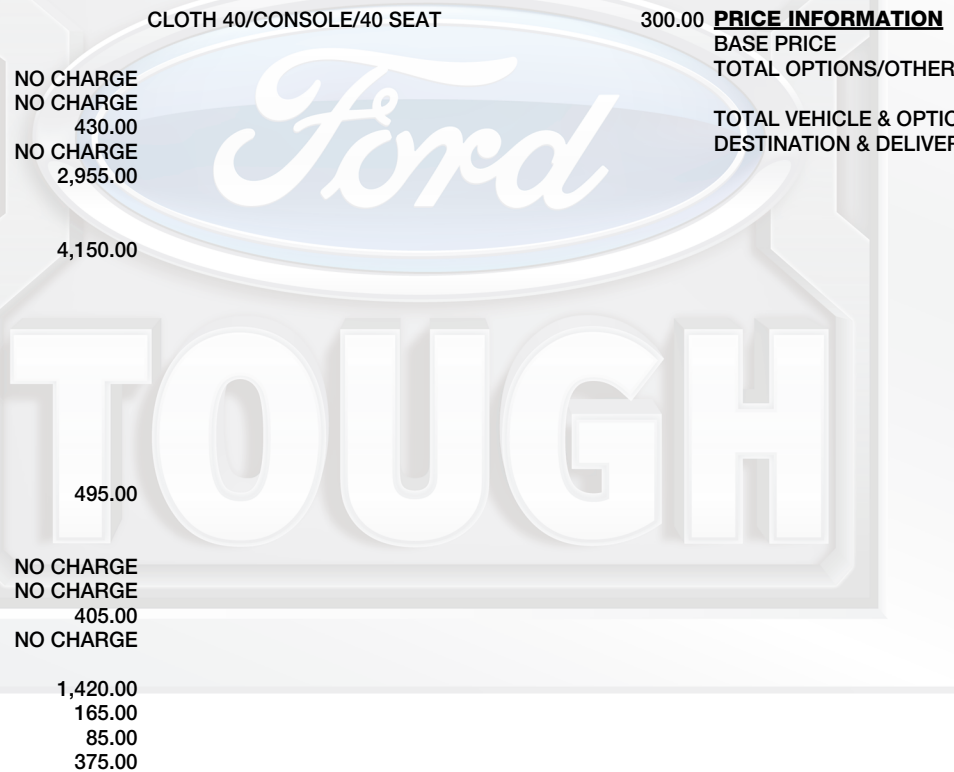 CLOTH 40/CONSOLE/40 SEAT 300.00
NO CHARGE
NO CHARGE
430.00
NO CHARGE
2,955.00
4,150.00
495.00
NO CHARGE
NO CHARGE
405.00
NO CHARGE
1,420.00
165.00
85.00
375.00
PRICE INFORMATION
BASE PRICE
TOTAL OPTIONS/OTHER
TOTAL VEHICLE & OPTIO
DESTINATION & DELIVER
Ford
TOUGH